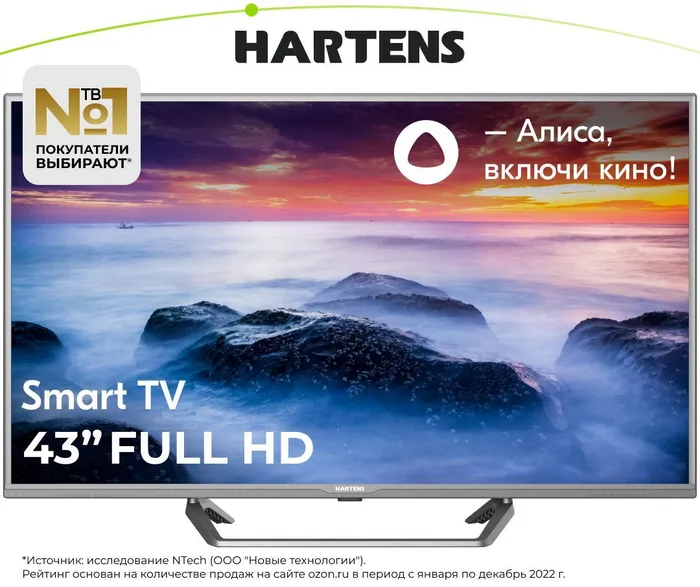 HARTENS
ТВ
№1
ПОКУПАТЕЛИ
ВЫБИРАЮТ*
— Алиса,
включи кино!
Smart TV
43” FULL HD
HARTENS
*Источник: исследование NTech (ООО "Новые технологии").
Рейтинг основан на количестве продаж на сайте ozon.ru в период с января по декабрь 2022 г.